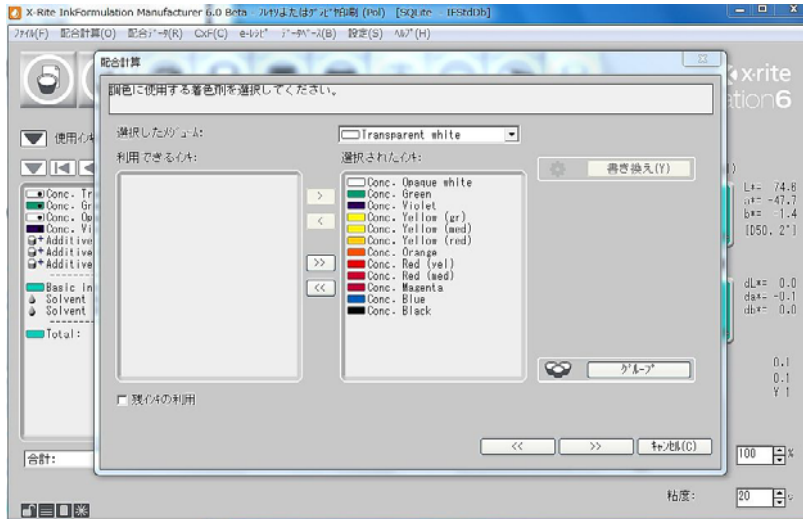 X-Rite InkFormulation Manufacturer 6.0 Beta - ﾌﾚｷｿまたはｸﾞﾗﾋﾞｱ印刷 (Pol) [SQLite - IFStdDb]
ﾌｧｲﾙ(F) 配合計算(O) 配合ﾃﾞｰﾀ(R) CxF(C) e-ﾚｼﾋﾟ ﾃﾞｰﾀﾍﾞｰｽ(B) 設定(S) ﾍﾙﾌﾟ(H)
配合計算
x-rite
ation6
調色に使用する着色剤を選択してください。
使用ｲﾝｷ
選択したﾒｼﾞｭｰﾑ:
Transparent white
利用できるｲﾝｷ:
選択されたｲﾝｷ:
書き換え(Y)
Conc. Opaque white
Conc. Green
Conc. Violet
Conc. Yellow (gr)
Conc. Yellow (med)
Conc. Yellow (red)
Conc. Orange
Conc. Red (yel)
Conc. Red (med)
Conc. Magenta
Conc. Blue
Conc. Black
>
<
>>
<<
Conc. Tr
Conc. Gr
Conc. Op
Conc. Vi
Additive
Additive
Additive
Basic In
Solvent
Solvent
Total:
L*= 74.6
a*= -47.7
b*= -1.4
[D50, 2°]
dL*= 0.0
da*= -0.1
db*= 0.0
0.1
0.1
Y 1
ｸﾞﾙｰﾌﾟ
残ｲﾝｷの利用
<< >> ｷｬﾝｾﾙ(C)
合計:
100 %
粘度:
20 s